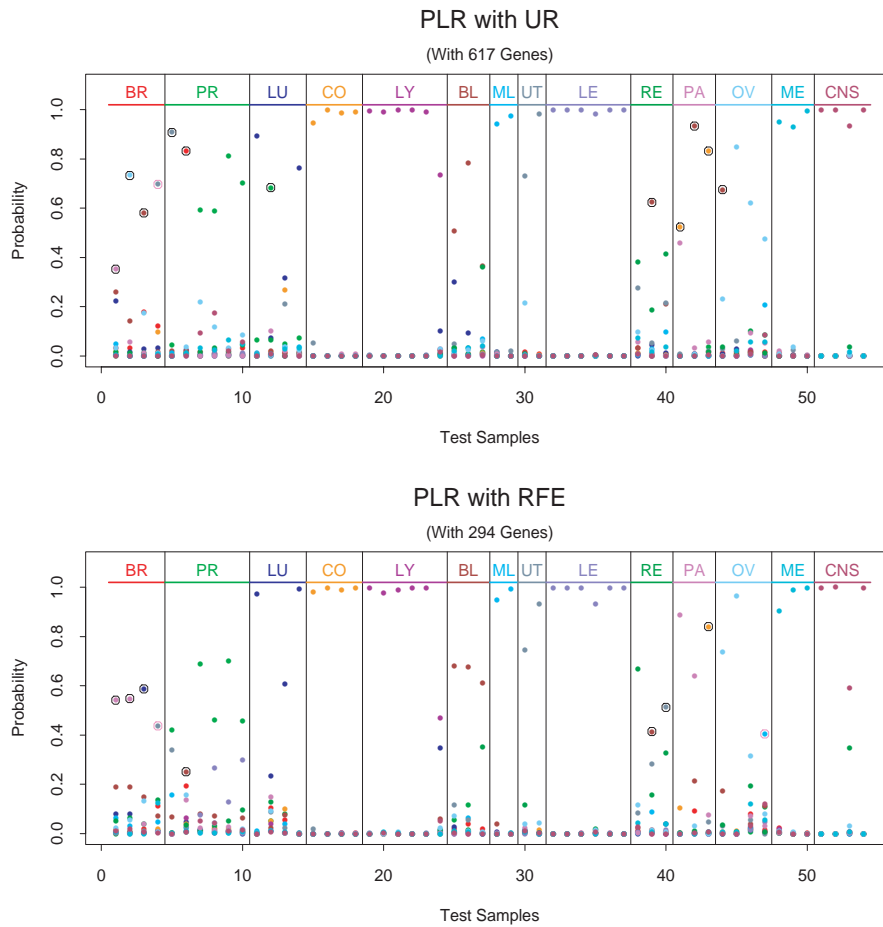 PLR with UR
(With 617 Genes)
BR PR LU CO LY BL ML UT LE RE PA OV ME CNS
1.0
0.8
0.6
0.4
0.2
0.0
Probability
0 10 20 30 40 50
Test Samples
PLR with RFE
(With 294 Genes)
BR PR LU CO LY BL ML UT LE RE PA OV ME CNS
1.0
0.8
0.6
0.4
0.2
0.0
Probability
0 10 20 30 40 50
Test Samples